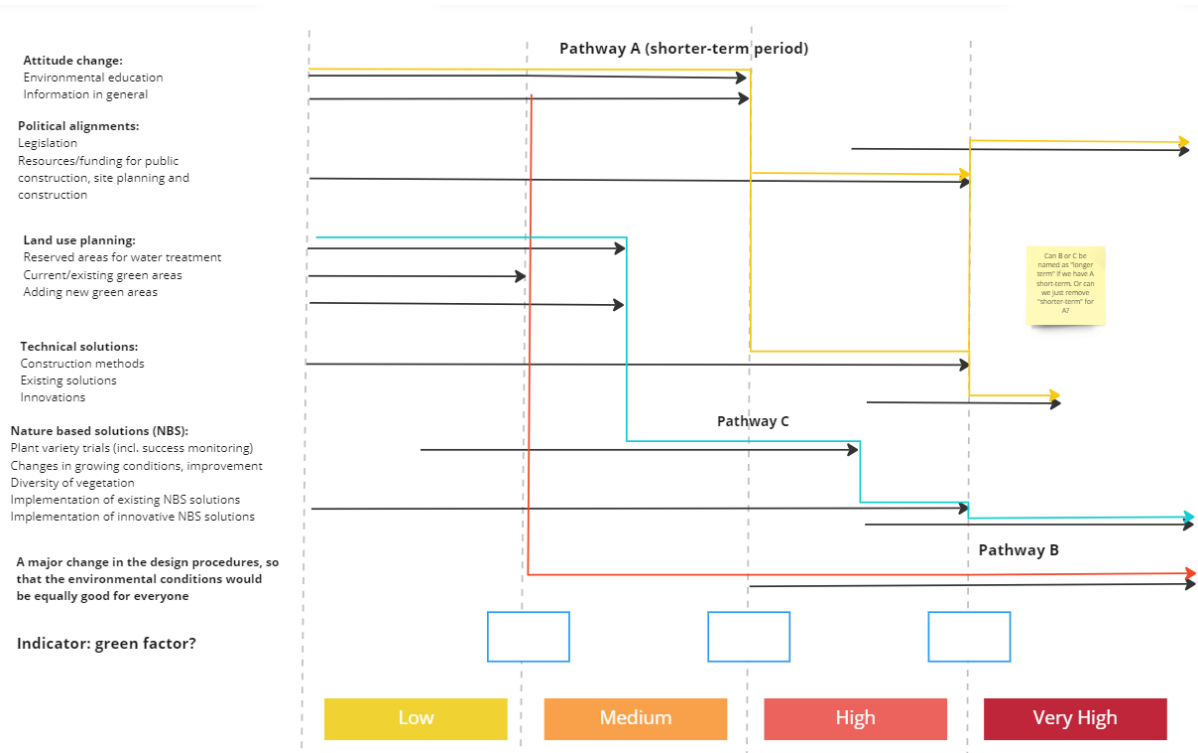 Pathway A (shorter-term period)
Attitude change:
Environmental education
Information in general
Political alignments:
Legislation
Resources/funding for public
construction, site planning and
construction
Land use planning:
Reserved areas for water treatment
Current/existing green areas
Adding new green areas
Can B or C be
named as "longer
term" if we have A
short-term. Or can
we just remove
"shorter-term" for
A?
Technical solutions:
Construction methods
Existing solutions
Innovations
Pathway C
Nature based solutions (NBS):
Plant variety trials (incl. success monitoring)
Changes in growing conditions, improvement
Diversity of vegetation
Implementation of existing NBS solutions
Implementation of innovative NBS solutions
Pathway B
A major change in the design procedures, so
that the environmental conditions would
be equally good for everyone
Indicator: green factor?
Low
Medium
High
Very High